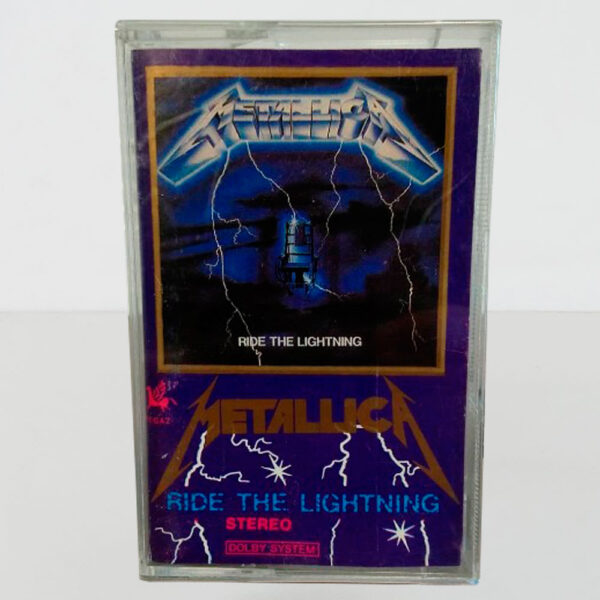 METALLICA
RIDE THE LIGHTNING
METALLICA
RIDE THE LIGHTNING
STEREO
DOLBY SYSTEM